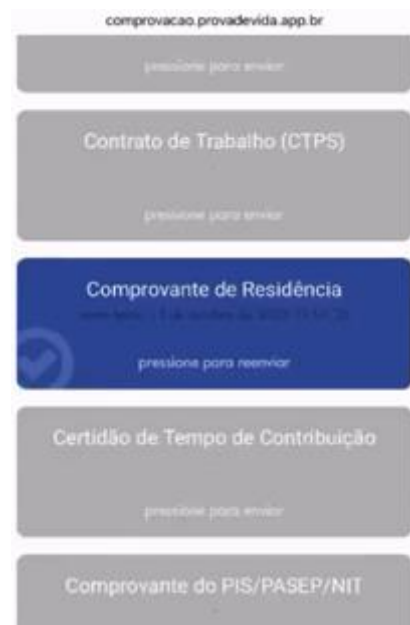 comprovacao.provadevida.app.br
pressione para enviar
Contrato de Trabalho (CTPS)
pressione para enviar
Comprovante de Residência
pressione para reenviar
Certidão de Tempo de Contribuição
pressione para enviar
Comprovante do PIS/PASEP/NIT